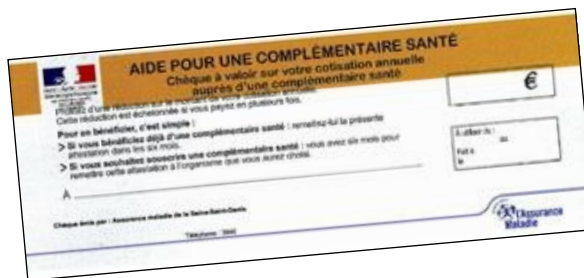 AIDE POUR UNE COMPLÉMENTAIRE SANTÉ
Chèque à valoir sur votre cotisation annuelle
auprès d'une complémentaire santé
Cette réduction est échelonnée si vous payez en plusieurs fois.
€
Pour en bénéficier, c'est simple :
> Si vous bénéficiez déjà d'une complémentaire santé : remettez-lui la présente
attestation dans les six mois.
> Si vous souhaitez souscrire une complémentaire santé : vous avez six mois pour
remettre cette attestation à l'organisme que vous aurez choisi.
À utiliser du :
au
Fait à
le
A
Chèque émis par : Assurance maladie de la Seine-Saint-Denis
Téléphone : 3646
l'Assurance
Maladie